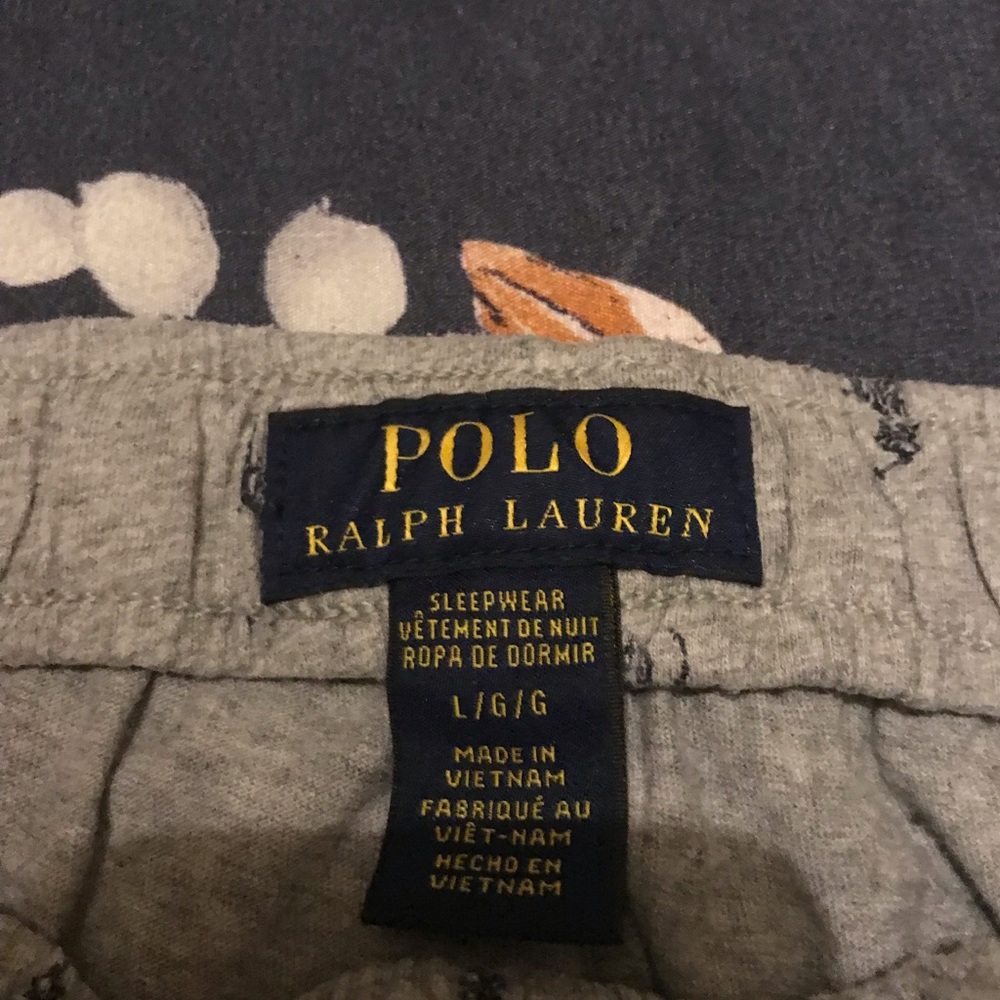 POLO
RALPH LAUREN
SLEEPWEAR
VÊTEMENT DE NUIT
ROPA DE DORMIR
L/G/G
MADE IN
VIETNAM
FABRIQUÉ AU
VIÊT-NAM
HECHO EN
VIETNAM